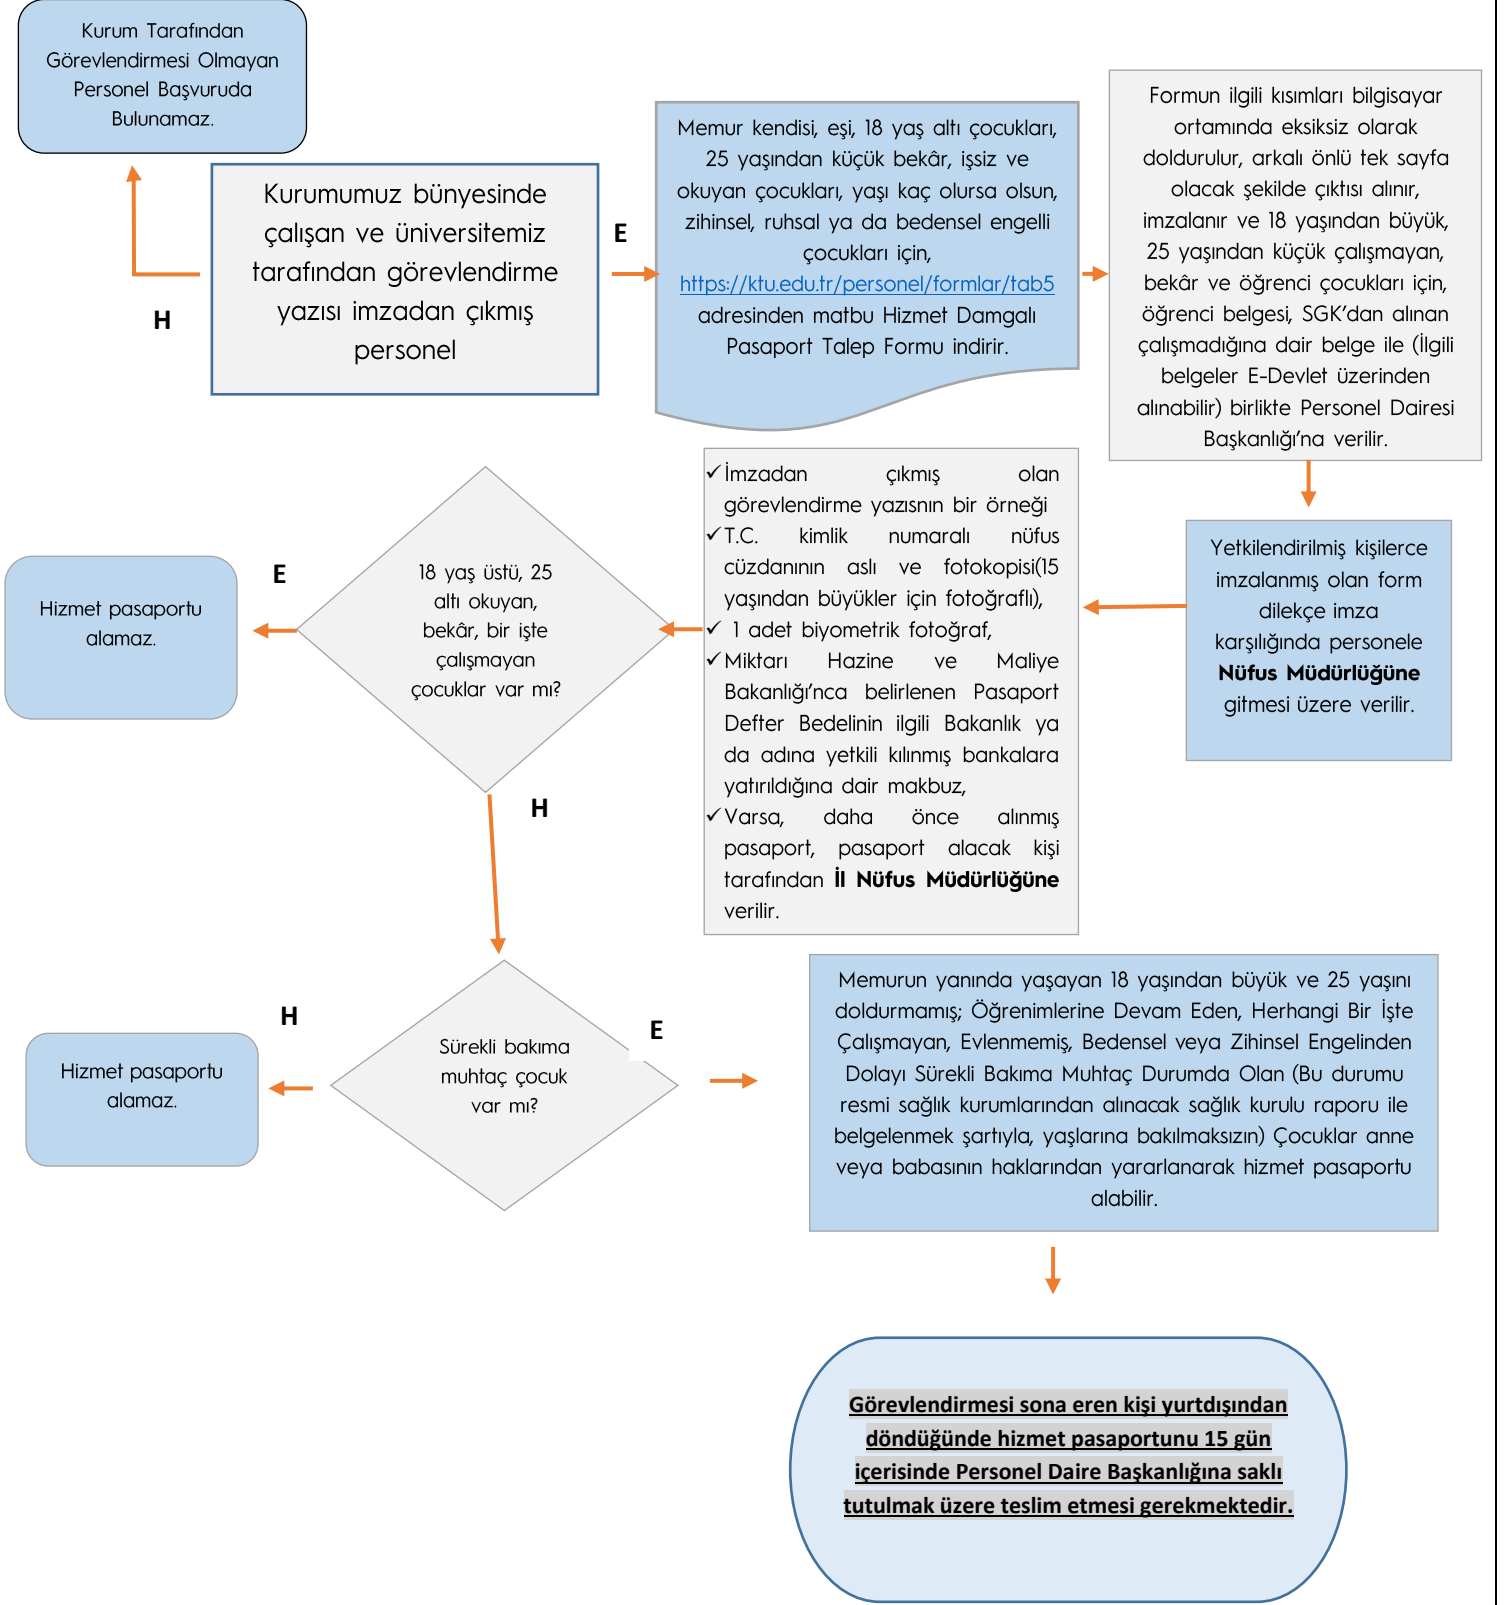 Kurum Tarafından
Görevlendirmesi Olmayan
Personel Başvuruda
Bulunamaz.
H
Kurumumuz bünyesinde
çalışan ve üniversitemiz
tarafından görevlendirme
yazısı imzadan çıkmış
personel
E
Memur kendisi, eşi, 18 yaş altı çocukları,
25 yaşından küçük bekâr, işsiz ve
okuyan çocukları, yaşı kaç olursa olsun,
zihinsel, ruhsal ya da bedensel engelli
çocukları için,
https://ktu.edu.tr/personel/formlar/tab5
adresinden matbu Hizmet Damgalı
Pasaport Talep Formu indirir.
Formun ilgili kısımları bilgisayar
ortamında eksiksiz olarak
doldurulur, arkalı önlü tek sayfa
olacak şekilde çıktısı alınır,
imzalanır ve 18 yaşından büyük,
25 yaşından küçük çalışmayan,
bekâr ve öğrenci çocukları için,
öğrenci belgesi, SGK’dan alınan
çalışmadığına dair belge ile (İlgili
belgeler E-Devlet üzerinden
alınabilir) birlikte Personel Dairesi
Başkanlığı’na verilir.
Yetkilendirilmiş kişilerce
imzalanmış olan form
dilekçe imza
karşılığında personele
Nüfus Müdürlüğüne
gitmesi üzere verilir.
✓İmzadan çıkmış olan
görevlendirme yazısnın bir örneği
✓T.C. kimlik numaralı nüfus
cüzdanının aslı ve fotokopisi(15
yaşından büyükler için fotoğraflı),
✓ 1 adet biyometrik fotoğraf,
✓Miktarı Hazine ve Maliye
Bakanlığı’nca belirlenen Pasaport
Defter Bedelinin ilgili Bakanlık ya
da adına yetkili kılınmış bankalara
yatırıldığına dair makbuz,
✓Varsa, daha önce alınmış
pasaport, pasaport alacak kişi
tarafından İl Nüfus Müdürlüğüne
verilir.
18 yaş üstü, 25
altı okuyan,
bekâr, bir işte
çalışmayan
çocuklar var mı?
E
Hizmet pasaportu
alamaz.
H
Sürekli bakıma
muhtaç çocuk
var mı?
H
Hizmet pasaportu
alamaz.
E
Memurun yanında yaşayan 18 yaşından büyük ve 25 yaşını
doldurmamış; Öğrenimlerine Devam Eden, Herhangi Bir İşte
Çalışmayan, Evlenmemiş, Bedensel veya Zihinsel Engelinden
Dolayı Sürekli Bakıma Muhtaç Durumda Olan (Bu durumu
resmi sağlık kurumlarından alınacak sağlık kurulu raporu ile
belgelenmek şartıyla, yaşlarına bakılmaksızın) Çocuklar anne
veya babasının haklarından yararlanarak hizmet pasaportu
alabilir.
Görevlendirmesi sona eren kişi yurtdışından
döndüğünde hizmet pasaportunu 15 gün
içerisinde Personel Daire Başkanlığına saklı
tutulmak üzere teslim etmesi gerekmektedir.